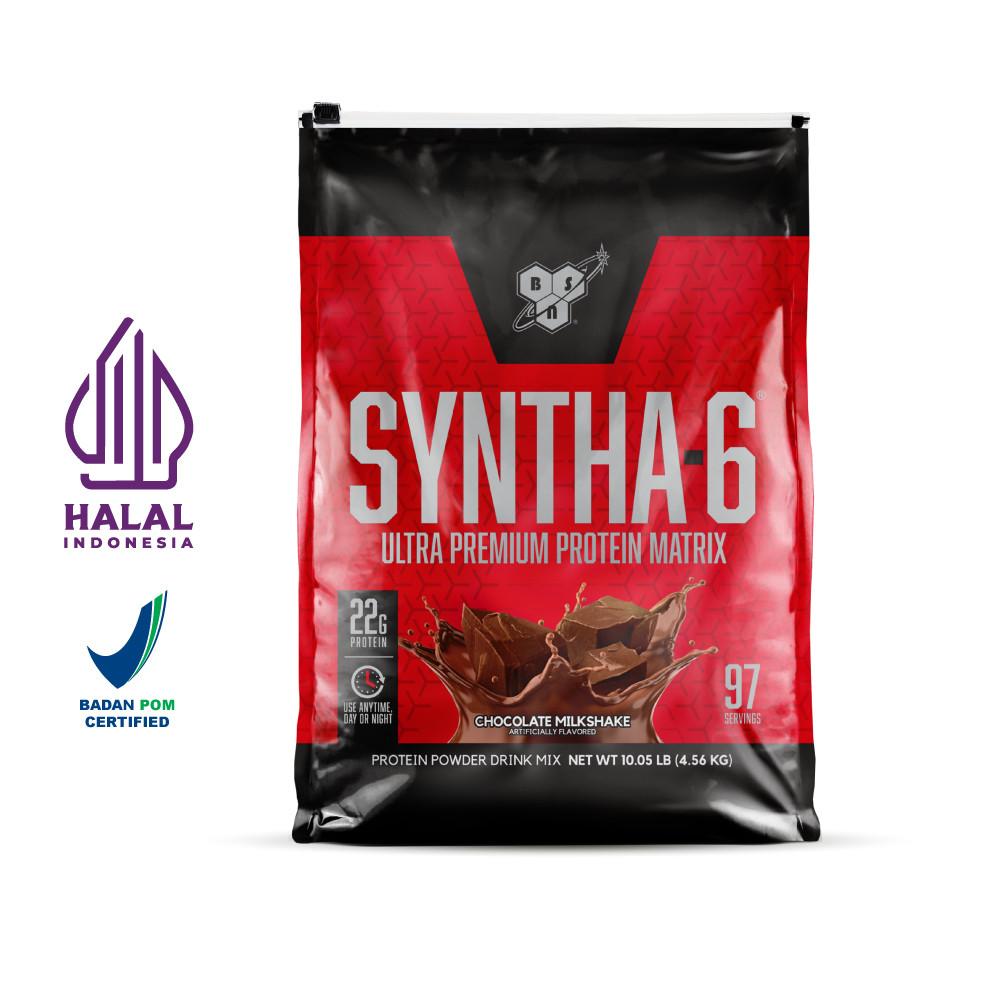 HALAL
INDONESIA
BADAN POM
CERTIFIED
B S
n
®
SYNTHA-6®
ULTRA PREMIUM PROTEIN MATRIX
22G
PROTEIN
USE ANYTIME,
DAY OR NIGHT
CHOCOLATE MILKSHAKE
ARTIFICIALLY FLAVORED
97
SERVINGS
PROTEIN POWDER DRINK MIX NET WT 10.05 LB (4.56 KG)